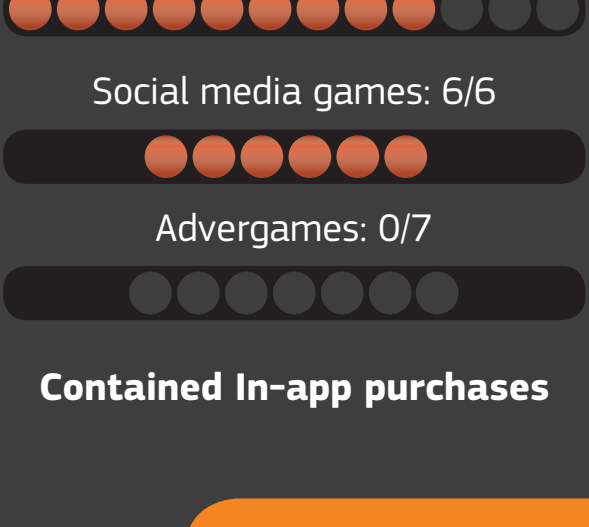 Social media games: 6/6
Advergames: 0/7
Contained In-app purchases